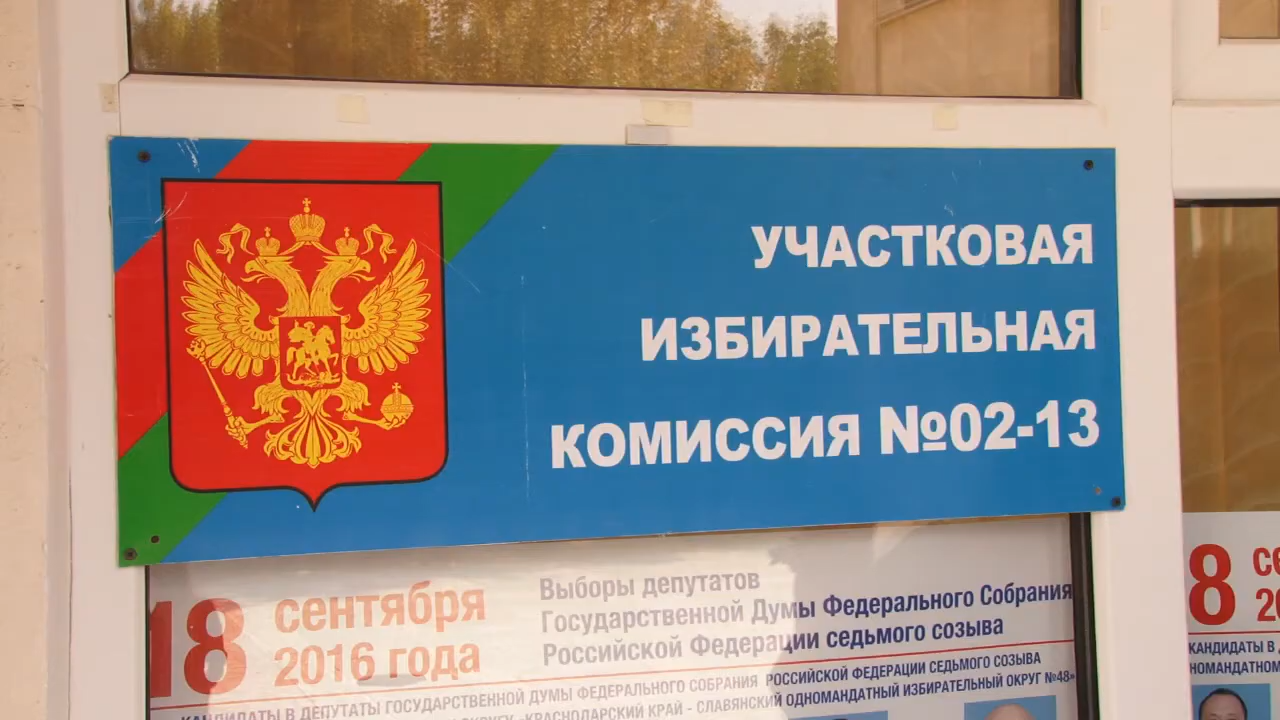 УЧАСТКОВАЯ
ИЗБИРАТЕЛЬНАЯ
КОМИССИЯ №02-13
18 сентября
2016 года
Выборы депутатов
Государственной Думы Федерального Собрания
Российской Федерации седьмого созыва
КАНДИДАТЫ В ДЕПУТАТЫ ГОСУДАРСТВЕННОЙ ДУМЫ ФЕДЕРАЛЬНОГО СОБРАНИЯ РОССИЙСКОЙ ФЕДЕРАЦИИ СЕДЬМОГО СОЗЫВА
«КРАСНОДАРСКИЙ КРАЙ - СЛАВЯНСКИЙ ОДНОМАНДАТНЫЙ ИЗБИРАТЕЛЬНЫЙ ОКРУГ №48»
8
КАНДИДАТЫ В